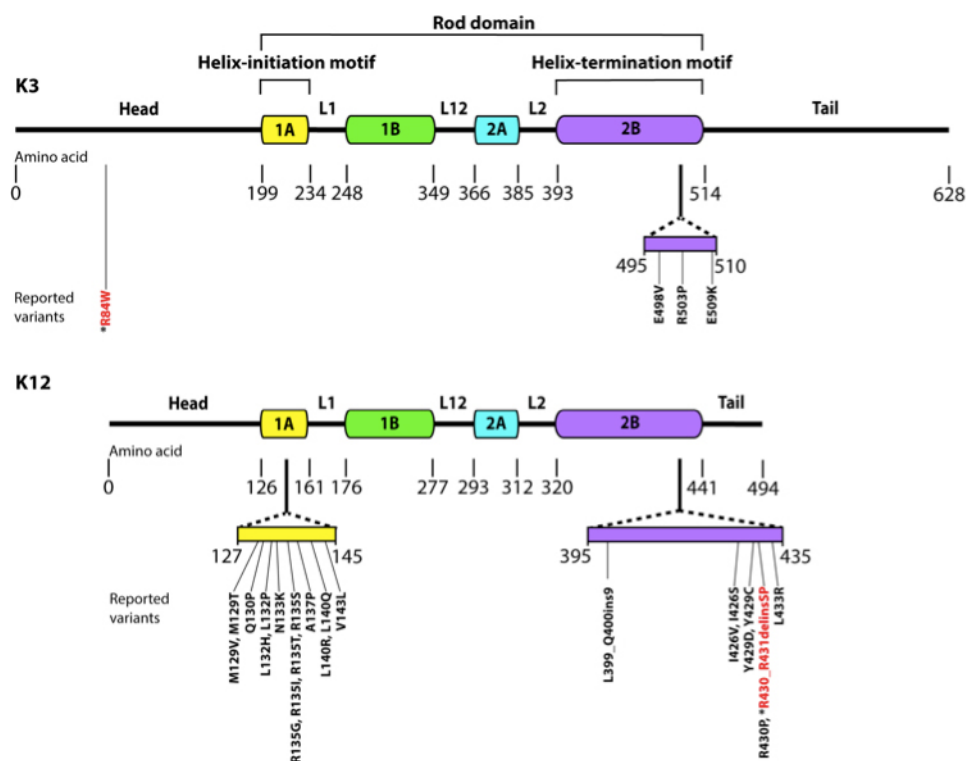 Rod domain
Helix-initiation motif Helix-termination motif
K3
Head L1 L12 L2 Tail
1A 1B 2A 2B
Amino acid
0 199 234 248 349 366 385 393 514 628
495 510
Reported
variants
*R84W
E498V
R503P
E509K
K12
Head L1 L12 L2 Tail
1A 1B 2A 2B
Amino acid
0 126 161 176 277 293 312 320 441 494
127 145 395 435
Reported
variants
M129V, M129T
Q130P
L132H, L132P
N133K
R135G, R135I, R135T, R135S
A137P
L140R, L140Q
V143L
L399_Q400ins9
I426V, I426S
Y429D, Y429C
R430P, *R430_R431delinsSP
L433R